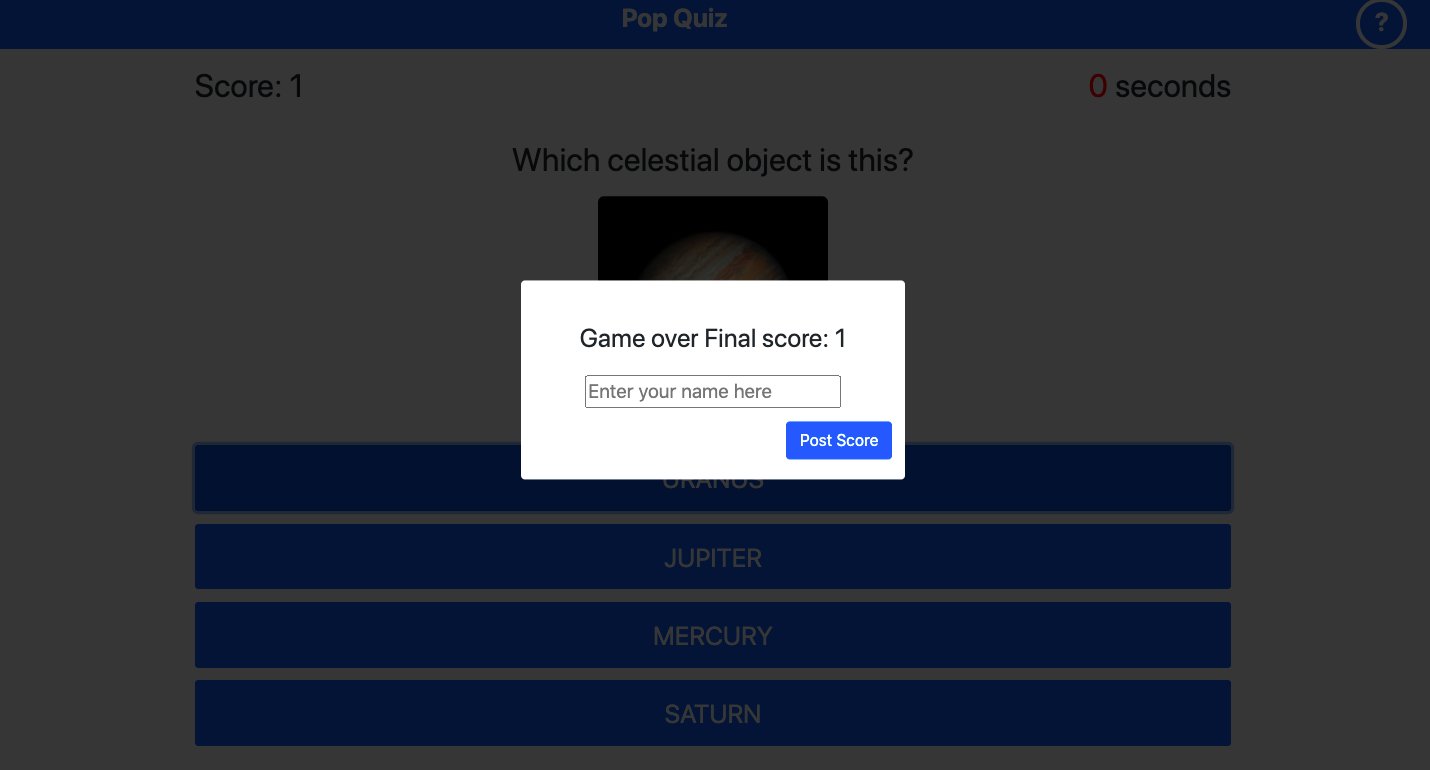 Pop Quiz
?
Score: 1
0 seconds
Which celestial object is this?
Game over Final score: 1
Enter your name here
Post Score
URANUS
JUPITER
MERCURY
SATURN